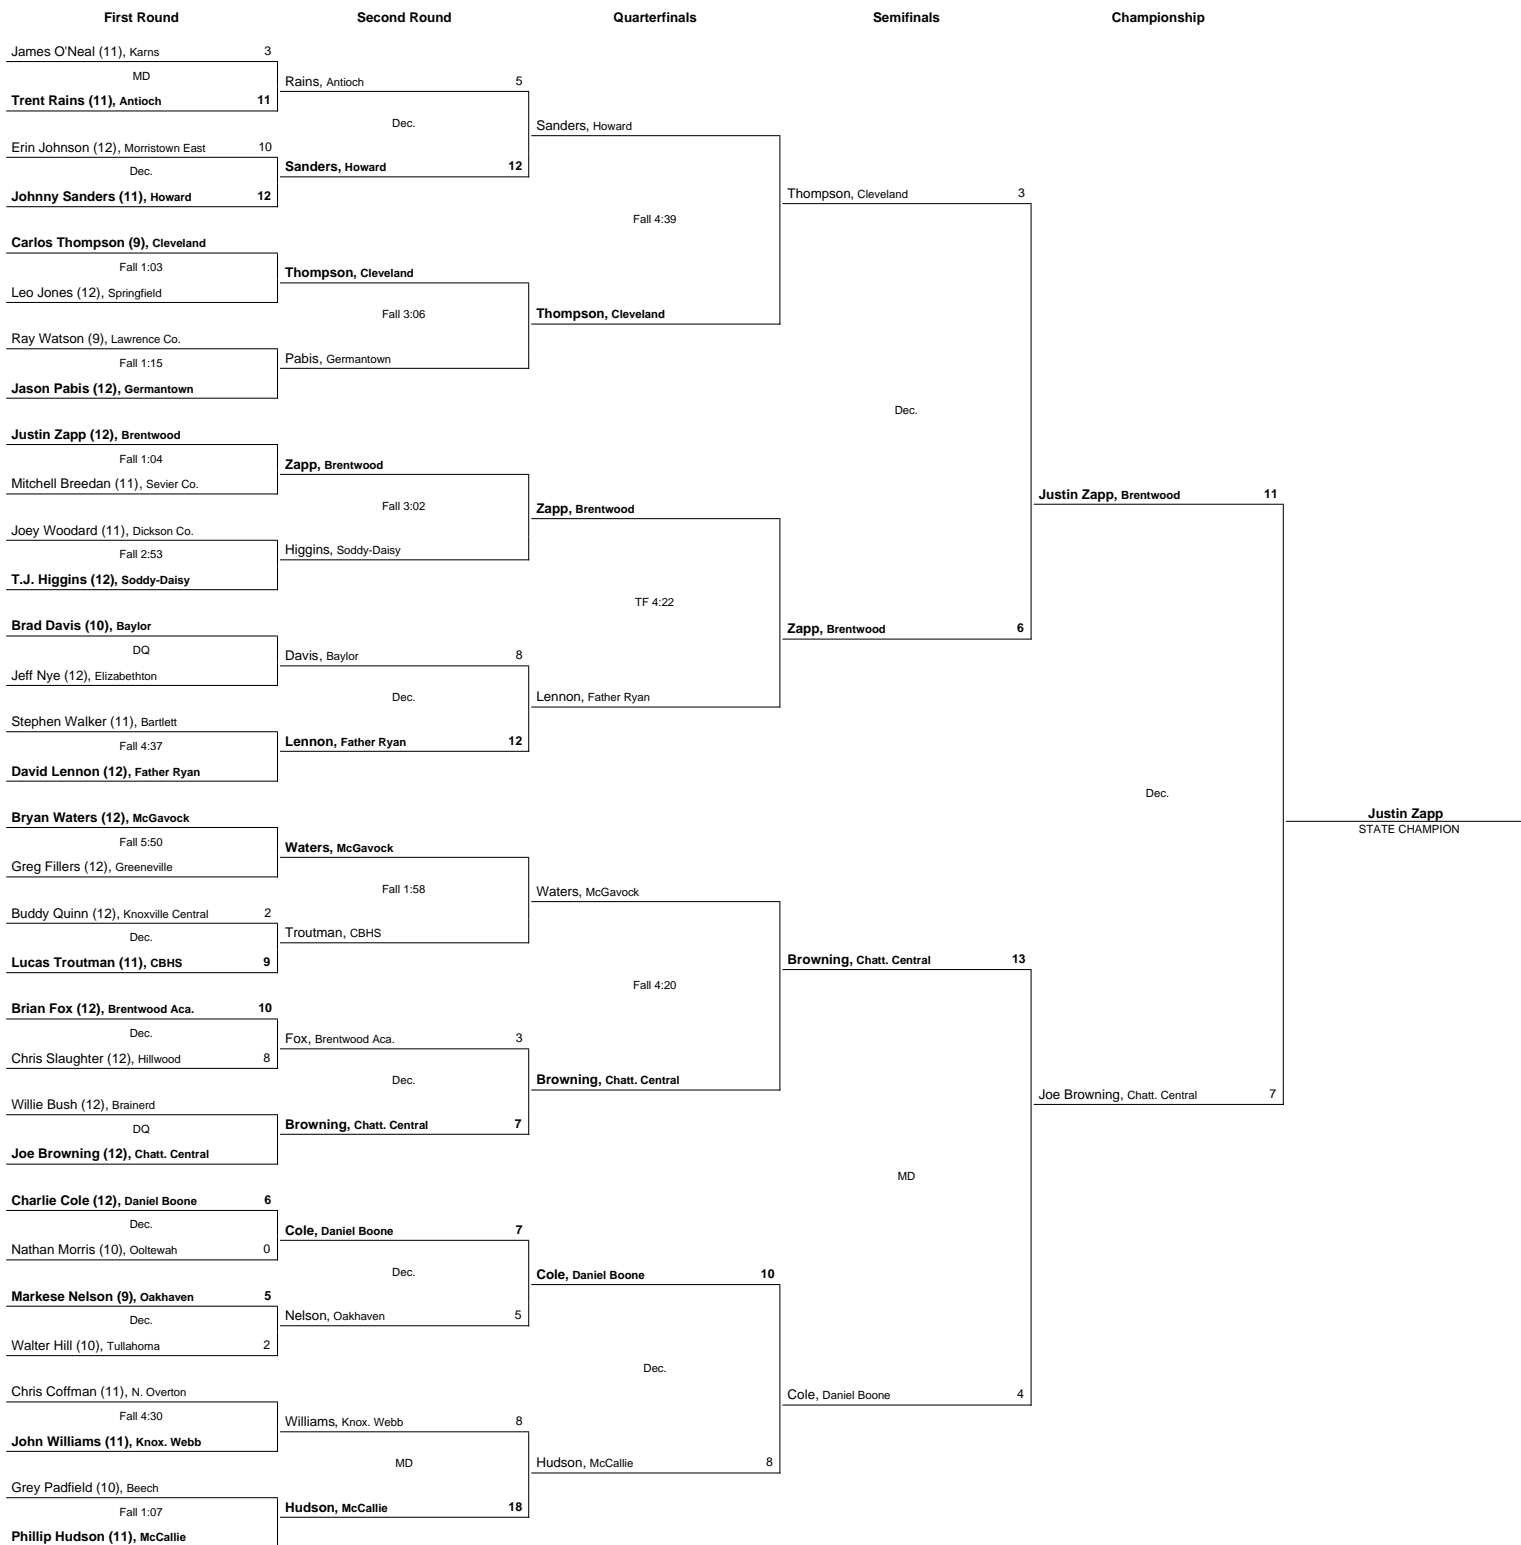 First Round
Second Round
Quarterfinals
Semifinals
Championship
James O'Neal (11), Karns 3
MD
Trent Rains (11), Antioch 11
Erin Johnson (12), Morristown East 10
Dec.
Johnny Sanders (11), Howard 12
Carlos Thompson (9), Cleveland
Fall 1:03
Leo Jones (12), Springfield
Ray Watson (9), Lawrence Co.
Fall 1:15
Jason Pabis (12), Germantown
Justin Zapp (12), Brentwood
Fall 1:04
Mitchell Breedan (11), Sevier Co.
Joey Woodard (11), Dickson Co.
Fall 2:53
T.J. Higgins (12), Soddy-Daisy
Brad Davis (10), Baylor
DQ
Jeff Nye (12), Elizabethton
Stephen Walker (11), Bartlett
Fall 4:37
David Lennon (12), Father Ryan
Bryan Waters (12), McGavock
Fall 5:50
Greg Fillers (12), Greeneville
Buddy Quinn (12), Knoxville Central 2
Dec.
Lucas Troutman (11), CBHS 9
Brian Fox (12), Brentwood Aca. 10
Dec.
Chris Slaughter (12), Hillwood 8
Willie Bush (12), Brainerd
DQ
Joe Browning (12), Chatt. Central
Charlie Cole (12), Daniel Boone 6
Dec.
Nathan Morris (10), Ooltewah 0
Markese Nelson (9), Oakhaven 5
Dec.
Walter Hill (10), Tullahoma 2
Chris Coffman (11), N. Overton
Fall 4:30
John Williams (11), Knox. Webb
Grey Padfield (10), Beech
Fall 1:07
Phillip Hudson (11), McCallie
Rains, Antioch 5
Dec.
Sanders, Howard 12
Thompson, Cleveland
Fall 3:06
Pabis, Germantown
Zapp, Brentwood
Fall 3:02
Higgins, Soddy-Daisy
Davis, Baylor 8
Dec.
Lennon, Father Ryan 12
Waters, McGavock
Fall 1:58
Troutman, CBHS
Fox, Brentwood Aca. 3
Dec.
Browning, Chatt. Central 7
Cole, Daniel Boone 7
Dec.
Nelson, Oakhaven 5
Williams, Knox. Webb 8
MD
Hudson, McCallie 18
Sanders, Howard
Fall 4:39
Thompson, Cleveland
Zapp, Brentwood
TF 4:22
Lennon, Father Ryan
Waters, McGavock
Fall 4:20
Browning, Chatt. Central
Cole, Daniel Boone 10
Dec.
Hudson, McCallie 8
Thompson, Cleveland 3
Dec.
Zapp, Brentwood 6
Browning, Chatt. Central 13
MD
Cole, Daniel Boone 4
Justin Zapp, Brentwood 11
Dec.
Joe Browning, Chatt. Central 7
Justin Zapp
STATE CHAMPION